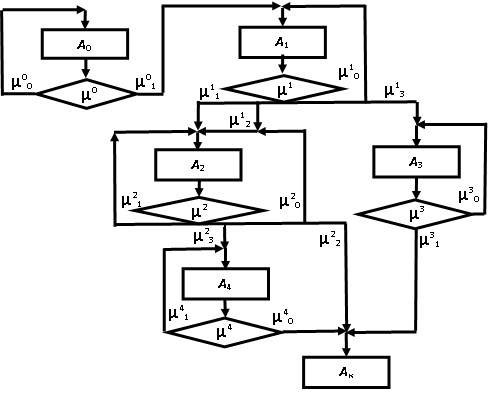 A₀
A₁
μ⁰₀ μ⁰ μ⁰₁
μ¹₁ μ¹ μ¹₀ μ¹₃
μ¹₂
A₂ A₃
μ²₁ μ² μ²₀ μ³ μ³₀
μ²₃ μ²₂ μ³₁
A₄
μ⁴₁ μ⁴ μ⁴₀
Aк